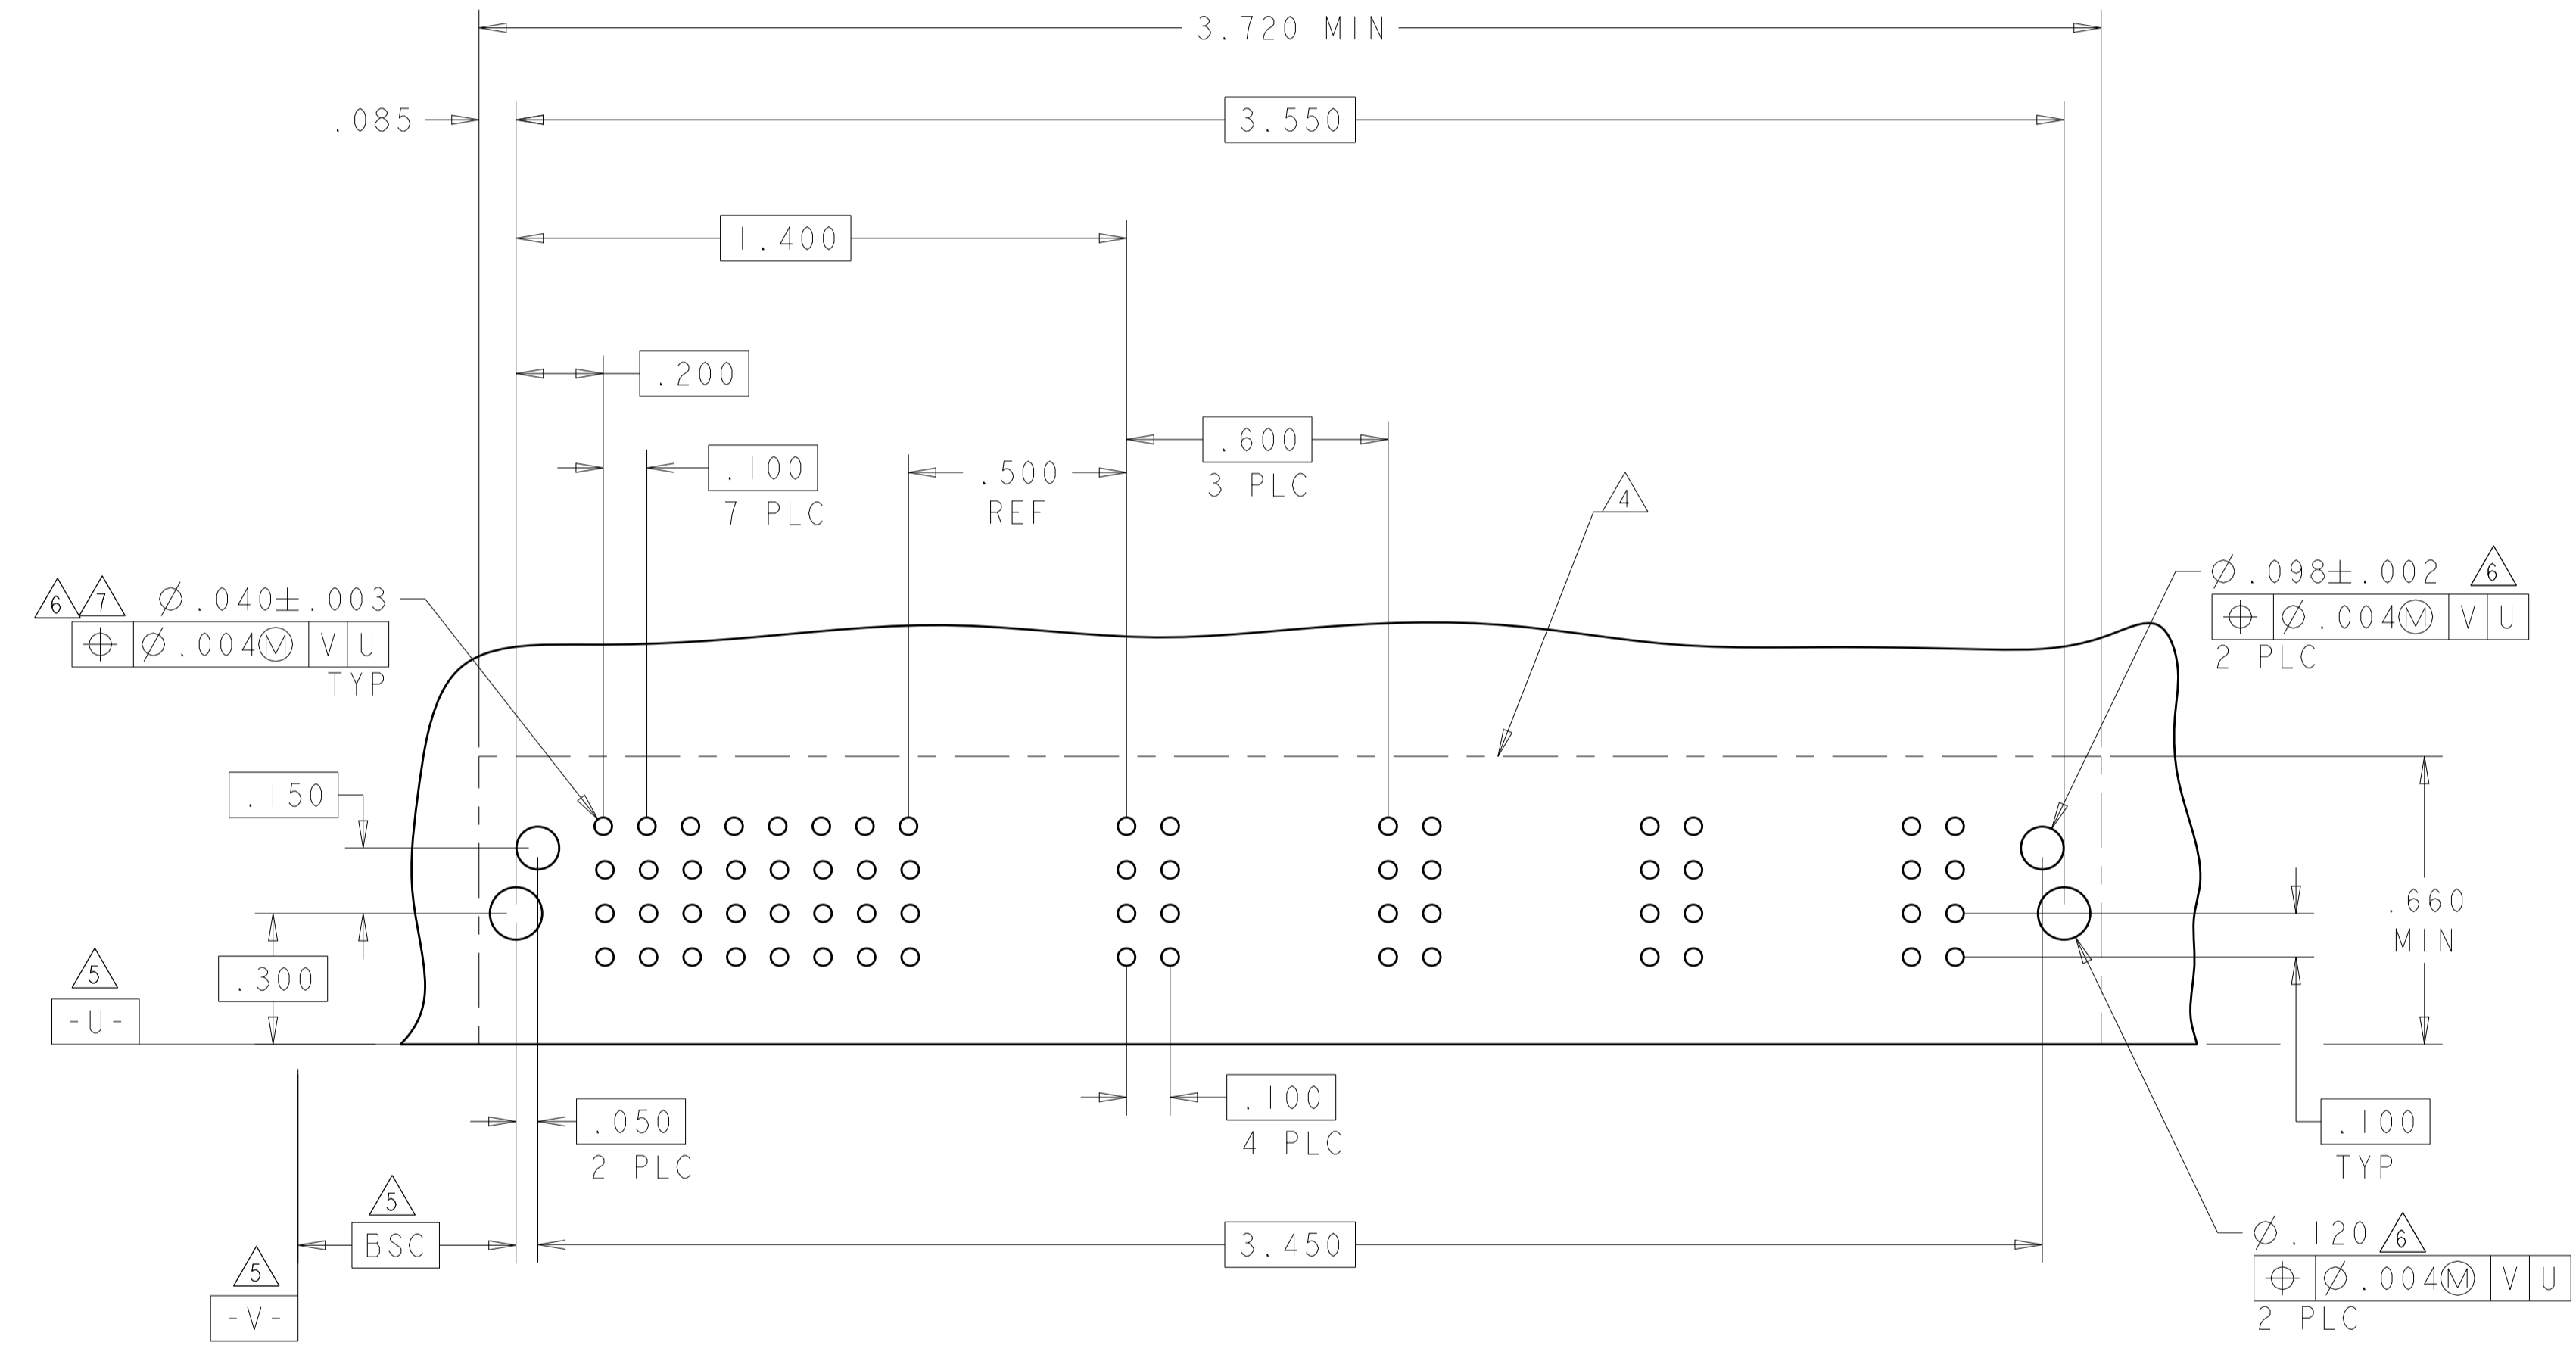 3.720 MIN
.085
3.550
1.400
.200
.600
3 PLC
.100
7 PLC
.500
REF
4
6 7 Ø.040±.003
⌖ Ø.004Ⓜ V U
TYP
Ø.098±.002 6
⌖ Ø.004Ⓜ V U
2 PLC
.150
.660
MIN
.300
5
-U-
.100
4 PLC
.050
2 PLC
.100
TYP
5
BSC
3.450
5
-V-
Ø.120 6
⌖ Ø.004Ⓜ V U
2 PLC